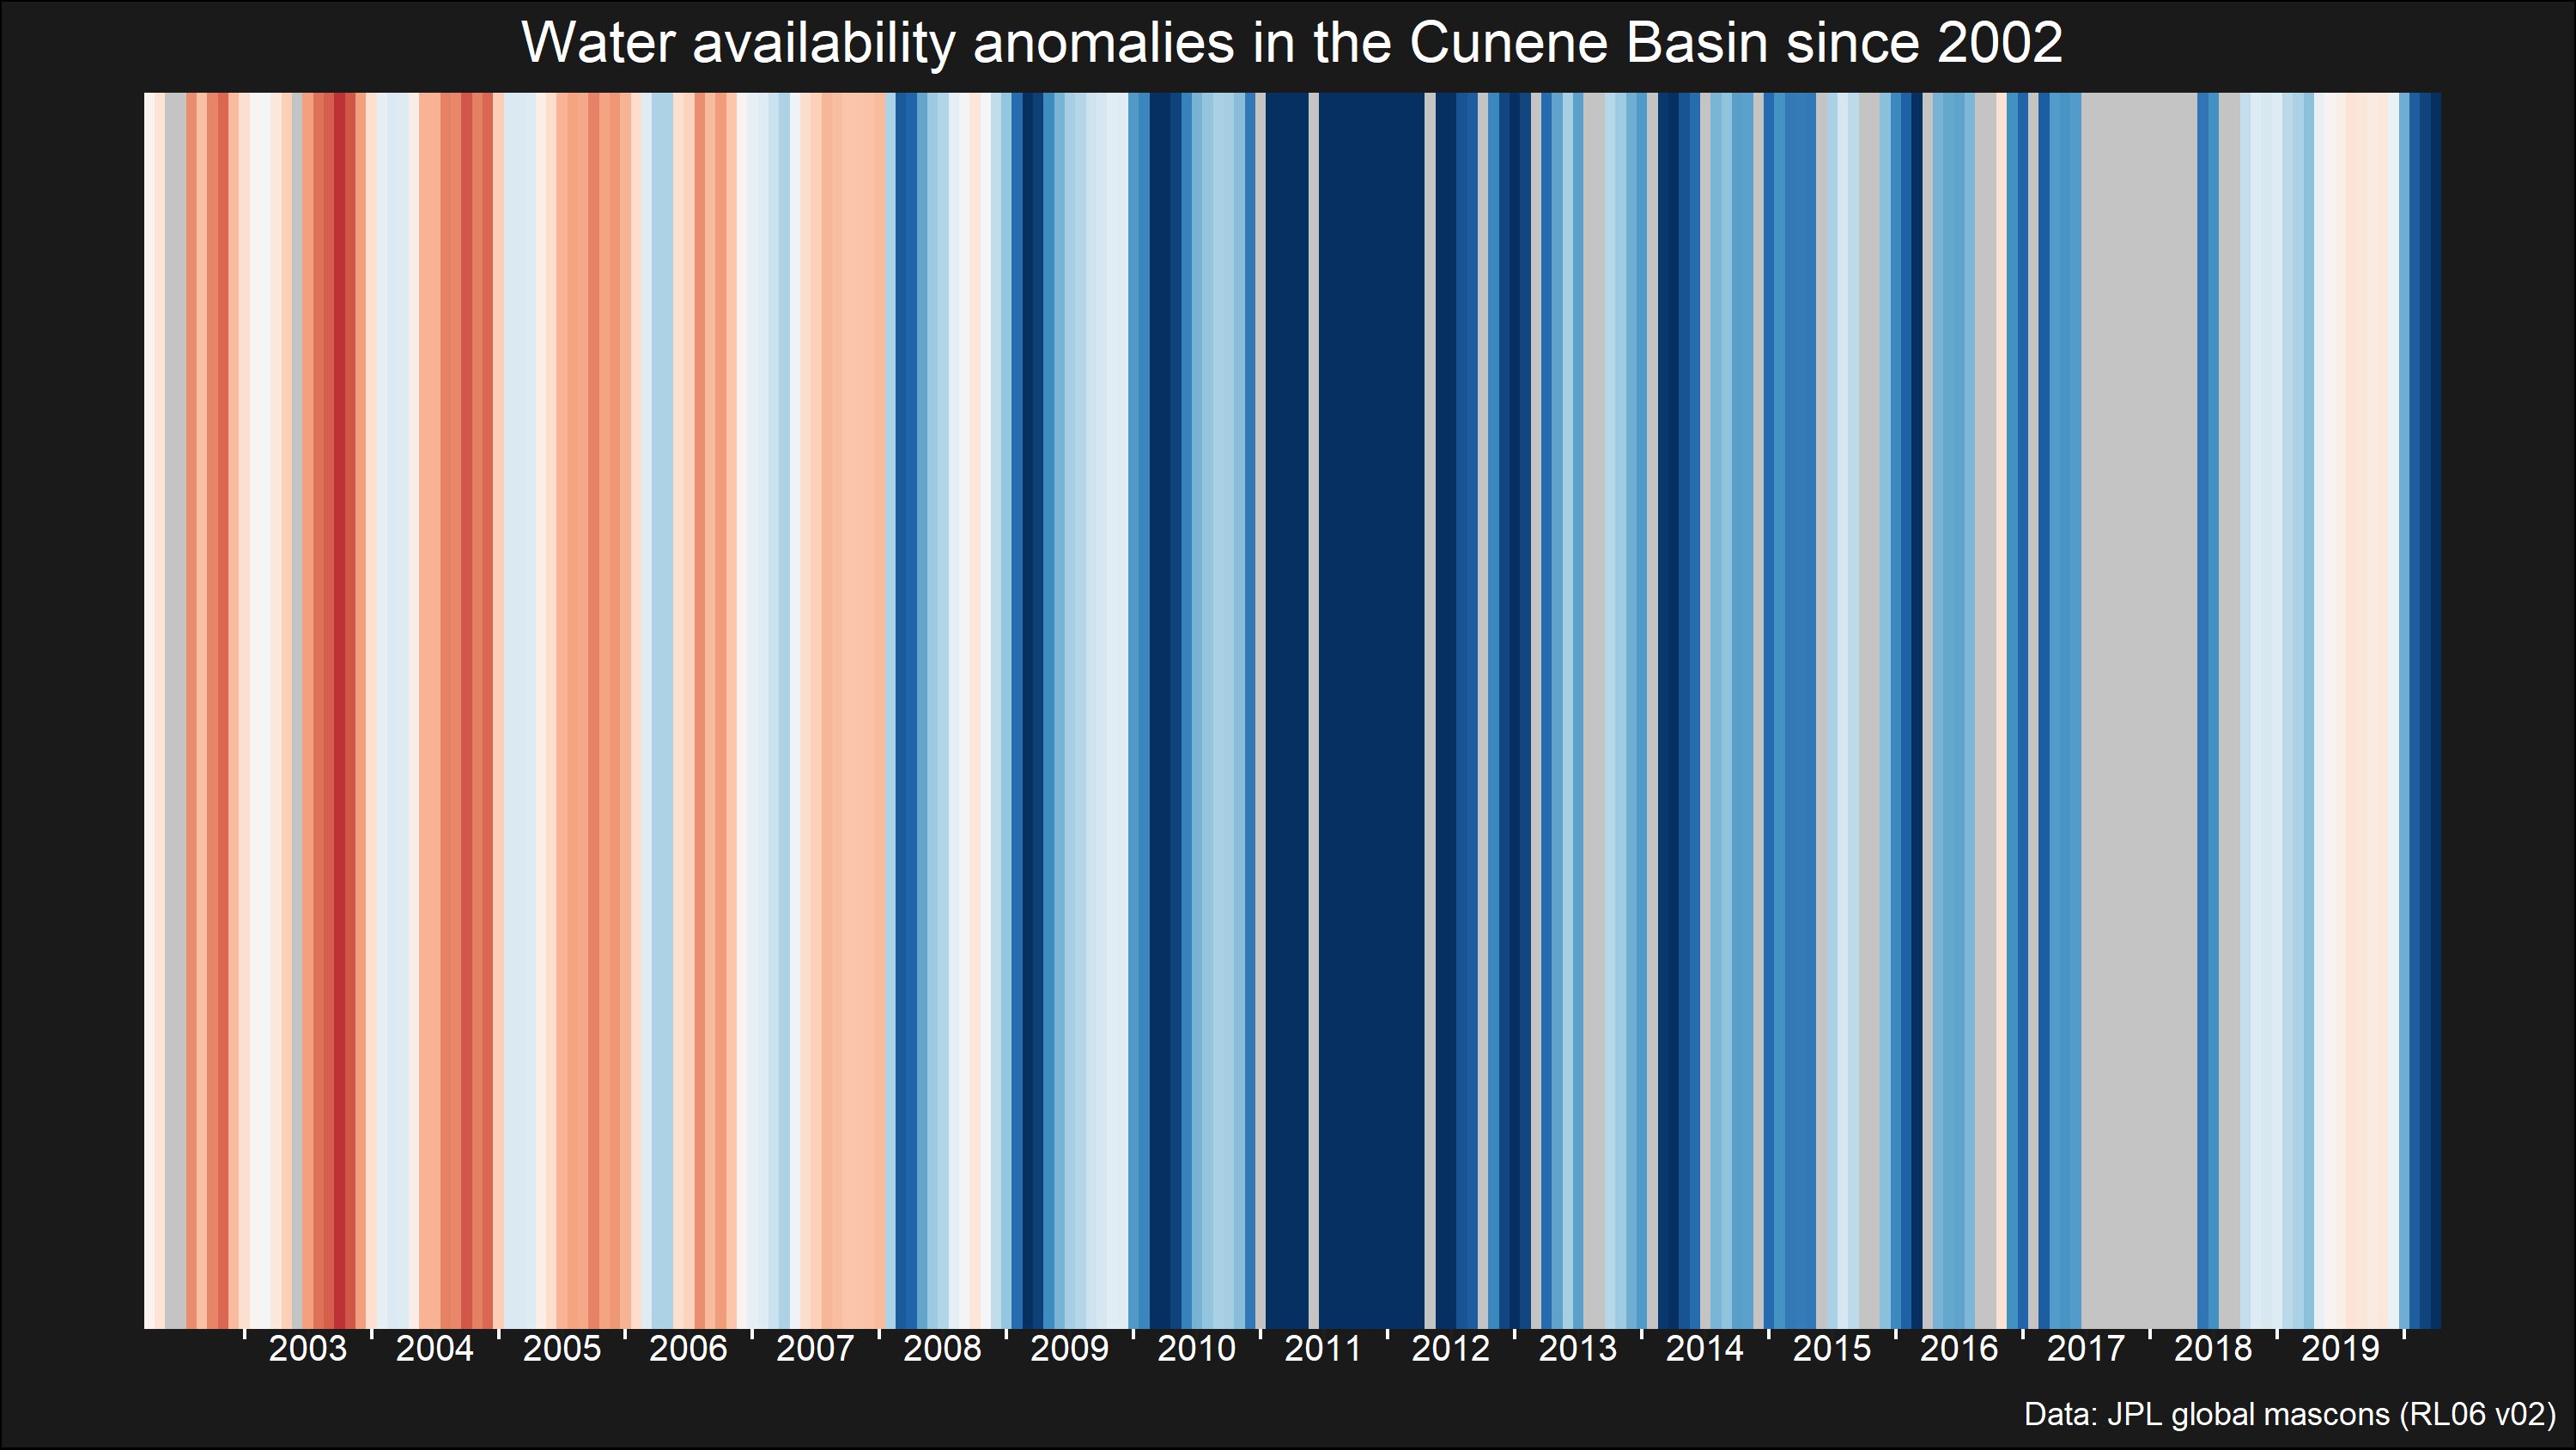 Water availability anomalies in the Cunene Basin since 2002
2003 2004 2005 2006 2007 2008 2009 2010 2011 2012 2013 2014 2015 2016 2017 2018 2019
Data: JPL global mascons (RL06 v02)